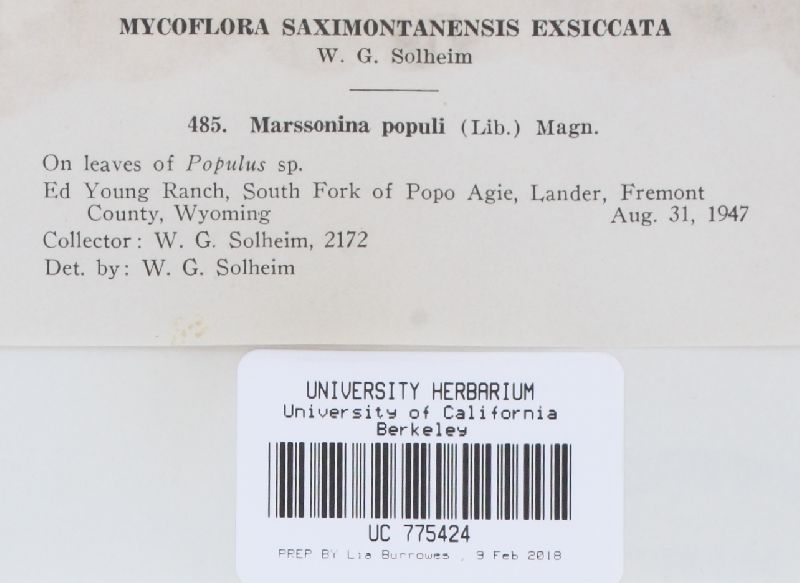 MYCOFLORA SAXIMONTANENSIS EXSICCATA
W. G. Solheim
485. Marssonina populi (Lib.) Magn.
On leaves of Populus sp.
Ed Young Ranch, South Fork of Popo Agie, Lander, Fremont
County, Wyoming Aug. 31, 1947
Collector: W. G. Solheim, 2172
Det. by: W. G. Solheim
UNIVERSITY HERBARIUM
University of California
Berkeley
UC 775424
PREP BY Lia Burrowes , 9 Feb 2018